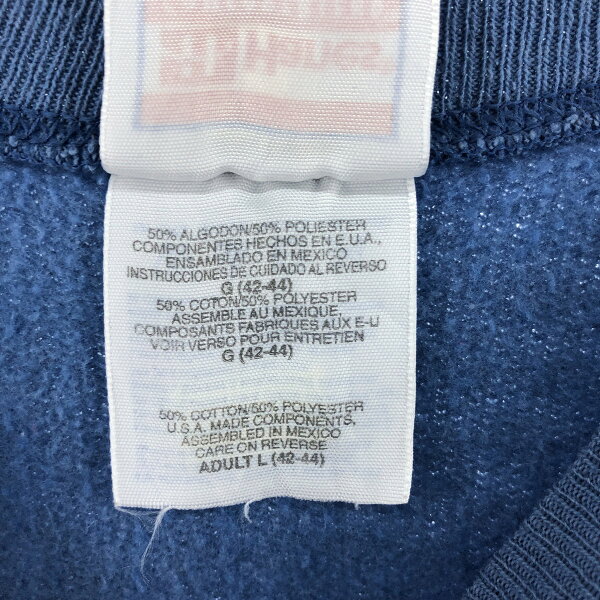 50% ALGODON/50% POLIESTER
COMPONENTES HECHOS EN E.U.A.,
ENSAMBLADO EN MEXICO
INSTRUCCIONES DE CUIDADO AL REVERSO
G (42-44)
50% COTON/50% POLYESTER
ASSEMBLE AU MEXIQUE,
COMPOSANTS FABRIQUES AUX E-U
VOIR VERSO POUR ENTRETIEN
G (42-44)
50% COTTON/50% POLYESTER
U.S.A. MADE COMPONENTS,
ASSEMBLED IN MEXICO
CARE ON REVERSE
ADULT L (42-44)